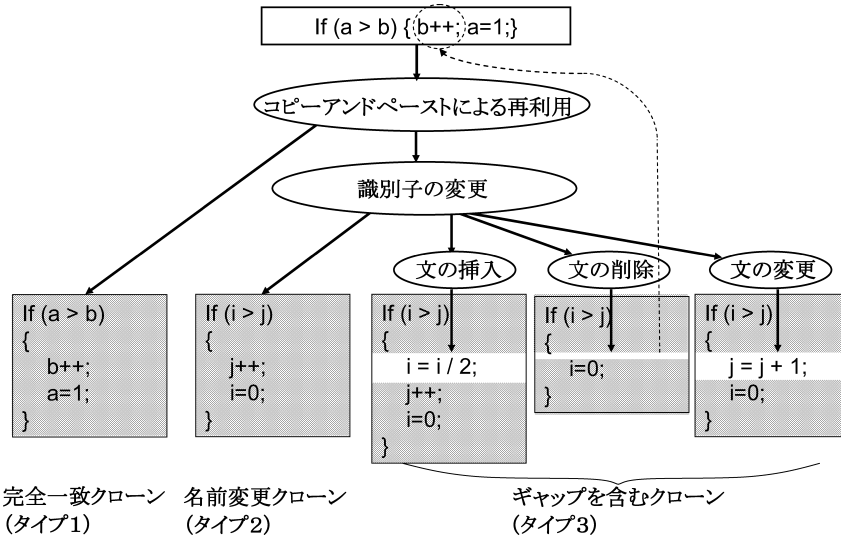 If (a > b) { b++; a=1;}
コピーアンドペーストによる再利用
識別子の変更
文の挿入
文の削除
文の変更
If (a > b)
{
b++;
a=1;
}
If (i > j)
{
j++;
i=0;
}
If (i > j)
{
i = i / 2;
j++;
i=0;
}
If (i > j)
{
i=0;
}
If (i > j)
{
j = j + 1;
i=0;
}
完全一致クローン
(タイプ1)
名前変更クローン
(タイプ2)
ギャップを含むクローン
(タイプ3)